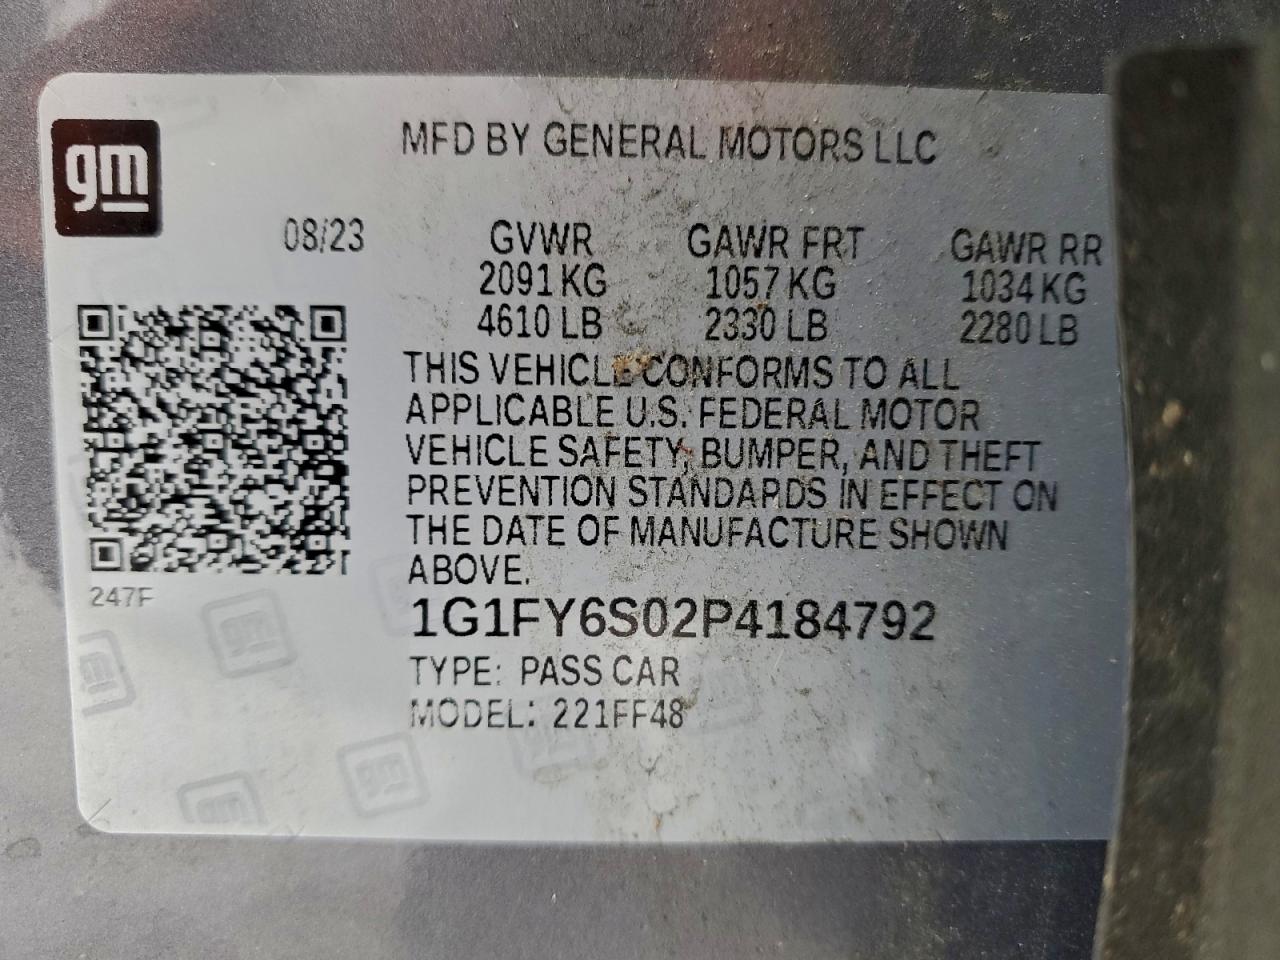 gm
MFD BY GENERAL MOTORS LLC
08/23
GVWR GAWR FRT GAWR RR
2091 KG 1057 KG 1034 KG
4610 LB 2330 LB 2280 LB
THIS VEHICLE CONFORMS TO ALL
APPLICABLE U.S. FEDERAL MOTOR
VEHICLE SAFETY, BUMPER, AND THEFT
PREVENTION STANDARDS IN EFFECT ON
THE DATE OF MANUFACTURE SHOWN
ABOVE.
247F
1G1FY6S02P4184792
TYPE: PASS CAR
MODEL: 221FF48